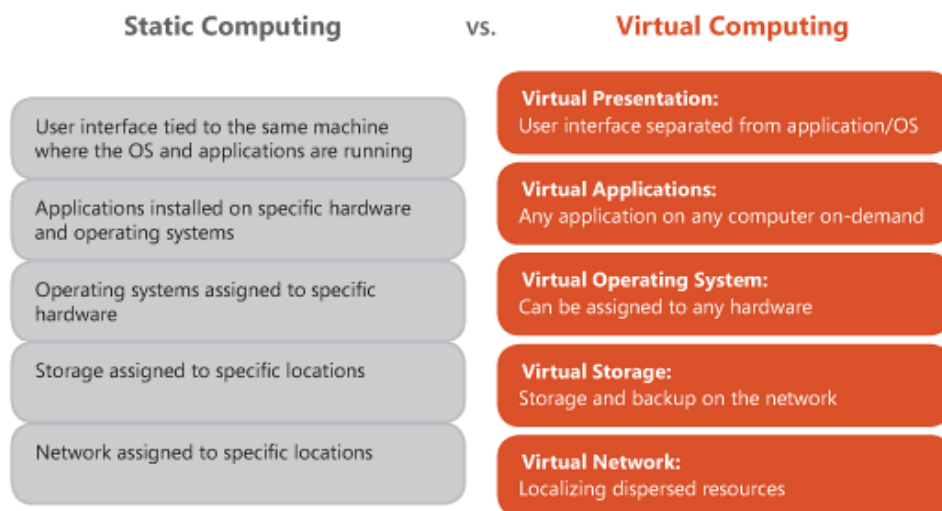 Static Computing vs. Virtual Computing
User interface tied to the same machine
where the OS and applications are running
Applications installed on specific hardware
and operating systems
Operating systems assigned to specific
hardware
Storage assigned to specific locations
Network assigned to specific locations
Virtual Presentation:
User interface separated from application/OS
Virtual Applications:
Any application on any computer on-demand
Virtual Operating System:
Can be assigned to any hardware
Virtual Storage:
Storage and backup on the network
Virtual Network:
Localizing dispersed resources